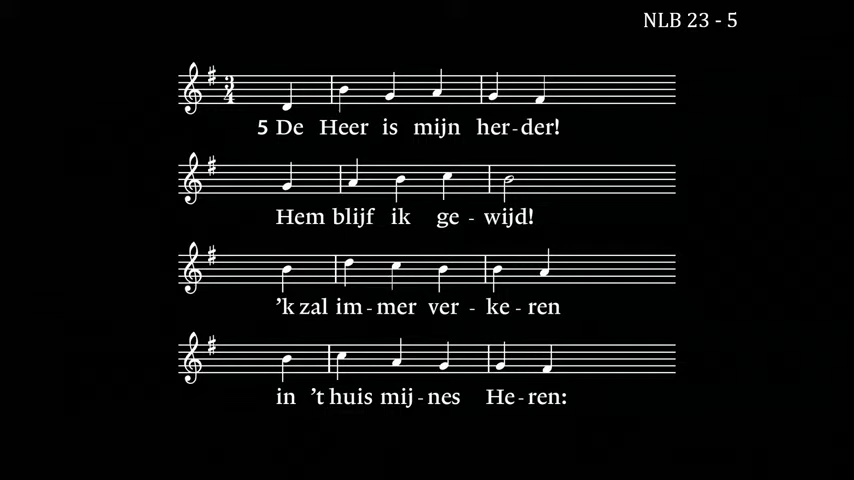 NLB 23 - 5
3
4
5 De Heer is mijn her-der!
Hem blijf ik ge - wijd!
’k zal im-mer ver - ke - ren
in ’t huis mij-nes He-ren: